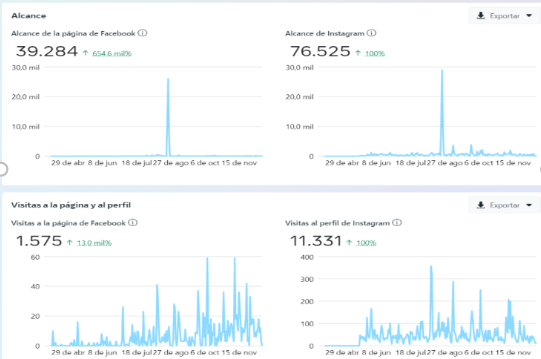 Alcance
Exportar
Alcance de la página de Facebook
Alcance de Instagram
39.284 ↑ 654,6 mil%
76.525 ↑ 100%
30,0 mil
20,0 mil
10,0 mil
0
29 de abr 8 de jun 18 de jul 27 de ago 6 de oct 15 de nov
30,0 mil
20,0 mil
10,0 mil
0
29 de abr 8 de jun 18 de jul 27 de ago 6 de oct 15 de nov
Visitas a la página y al perfil
Exportar
Visitas a la página de Facebook
Visitas al perfil de Instagram
1.575 ↑ 13,0 mil%
11.331 ↑ 100%
60
40
20
0
29 de abr 8 de jun 18 de jul 27 de ago 6 de oct 15 de nov
400
300
200
100
0
29 de abr 8 de jun 18 de jul 27 de ago 6 de oct 15 de nov